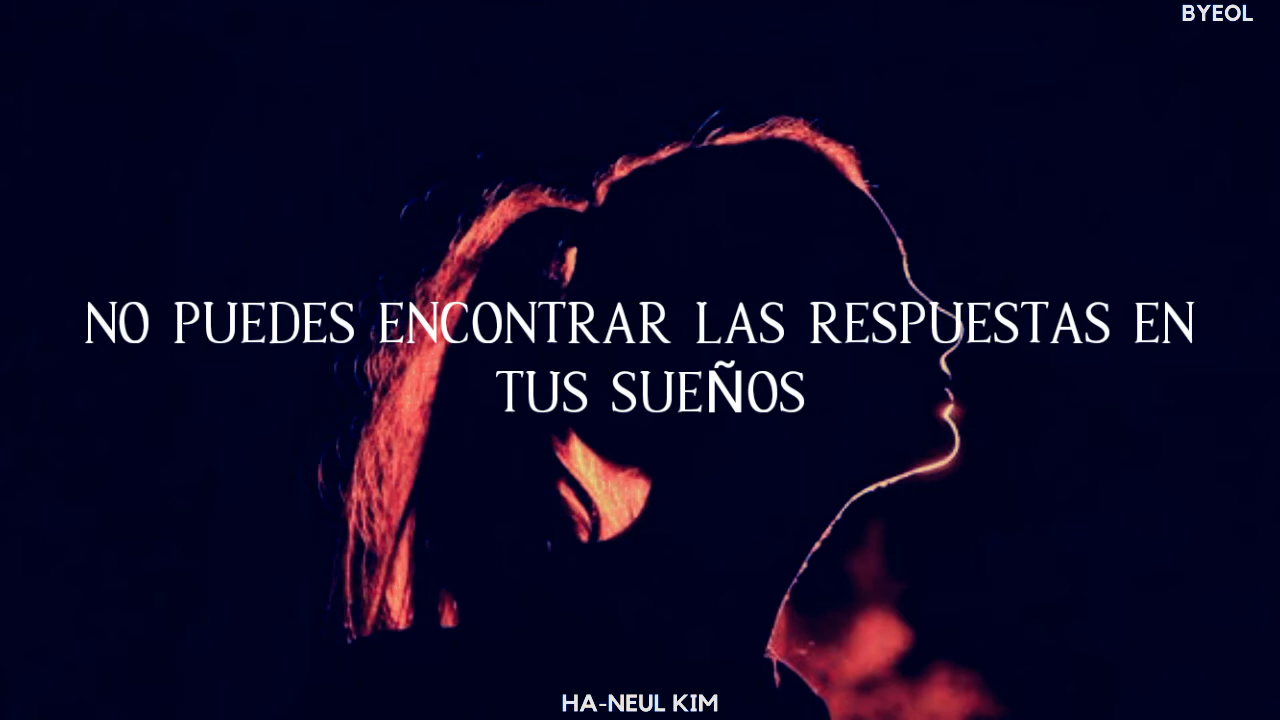 BYEOL
NO PUEDES ENCONTRAR LAS RESPUESTAS EN
TUS SUEÑOS
HA-NEUL KIM